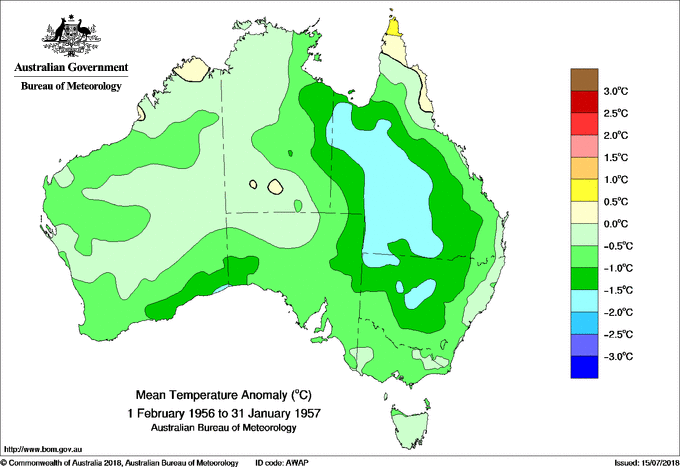 Australian Government
Bureau of Meteorology
3.0°C
2.5°C
2.0°C
1.5°C
1.0°C
0.5°C
0.0°C
−0.5°C
−1.0°C
−1.5°C
−2.0°C
−2.5°C
−3.0°C
Mean Temperature Anomaly (°C)
1 February 1956 to 31 January 1957
Australian Bureau of Meteorology
http://www.bom.gov.au
© Commonwealth of Australia 2018, Australian Bureau of Meteorology ID code: AWAP Issued: 15/07/2018